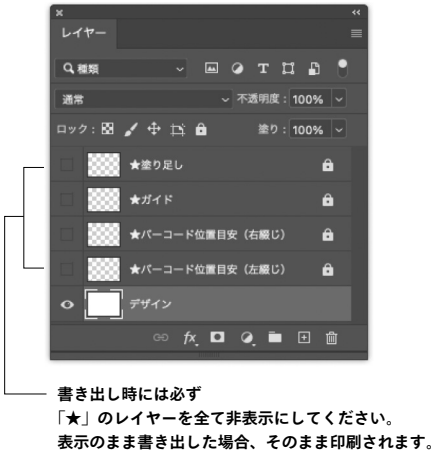 レイヤー
種類
通常
不透明度： 100%
ロック： 塗り： 100%
★塗り足し
★ガイド
★バーコード位置目安（右綴じ）
★バーコード位置目安（左綴じ）
デザイン
fx
書き出し時には必ず
「★」のレイヤーを全て非表示にしてください。
表示のまま書き出した場合、そのまま印刷されます。